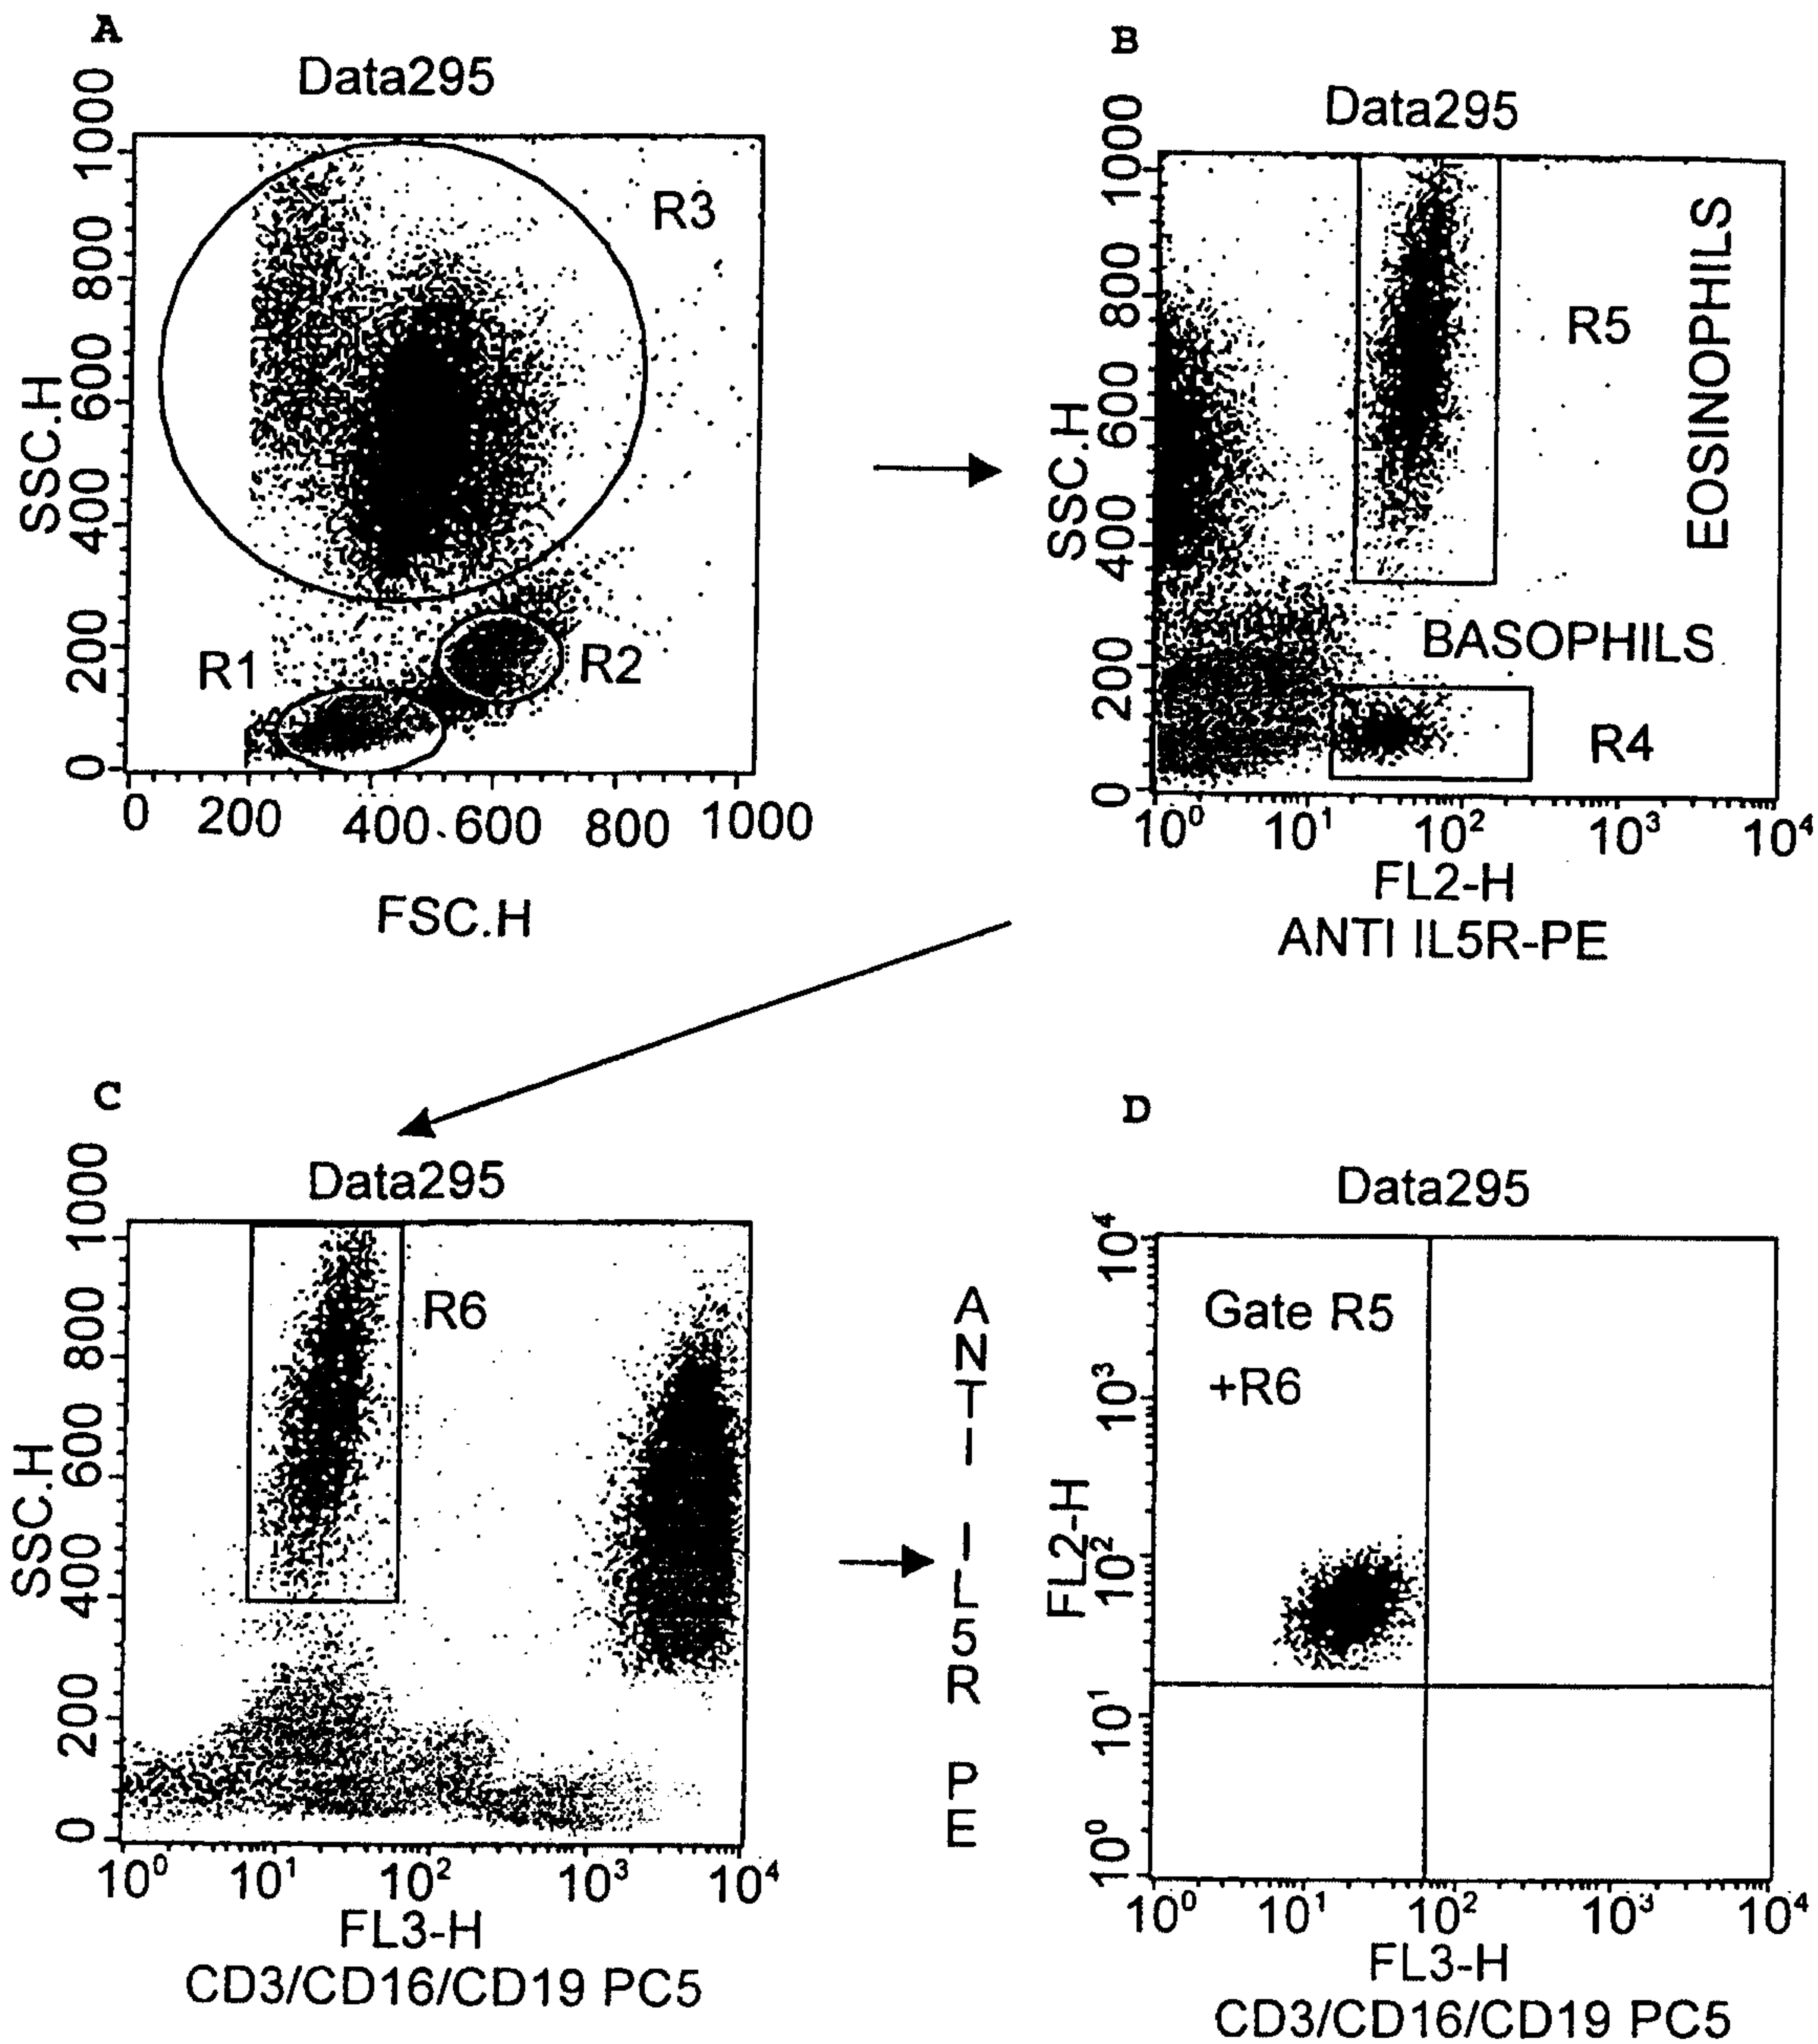 A
Data295
1000
800
600
400
200
0
SSC.H
R3
R1
R2
0 200 400 600 800 1000
FSC.H
B
Data295
1000
800
600
400
200
0
SSC.H
R5
EOSINOPHILS
BASOPHILS
R4
10⁰ 10¹ 10² 10³ 10⁴
FL2-H
ANTI IL5R-PE
C
Data295
1000
800
600
400
200
0
SSC.H
R6
10⁰ 10¹ 10² 10³ 10⁴
FL3-H
CD3/CD16/CD19 PC5
ANTI IL5R PE
D
Data295
10⁴
10³
10²
10¹
10⁰
FL2-H
Gate R5
+R6
10⁰ 10¹ 10² 10³ 10⁴
FL3-H
CD3/CD16/CD19 PC5